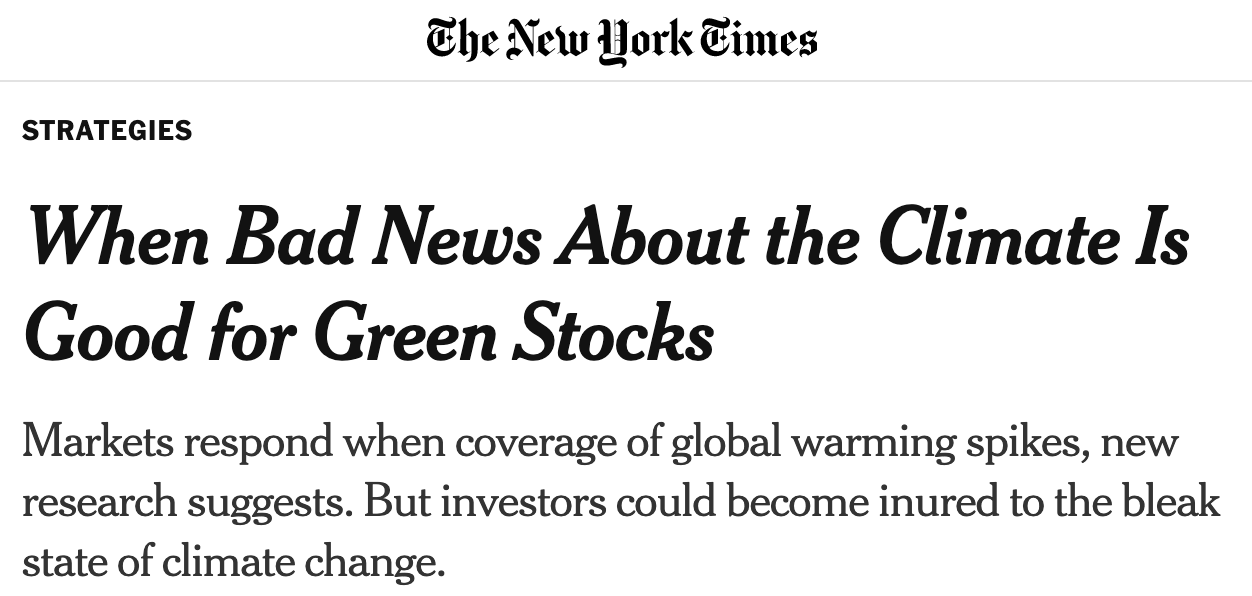 The New York Times
STRATEGIES
When Bad News About the Climate Is
Good for Green Stocks
Markets respond when coverage of global warming spikes, new
research suggests. But investors could become inured to the bleak
state of climate change.